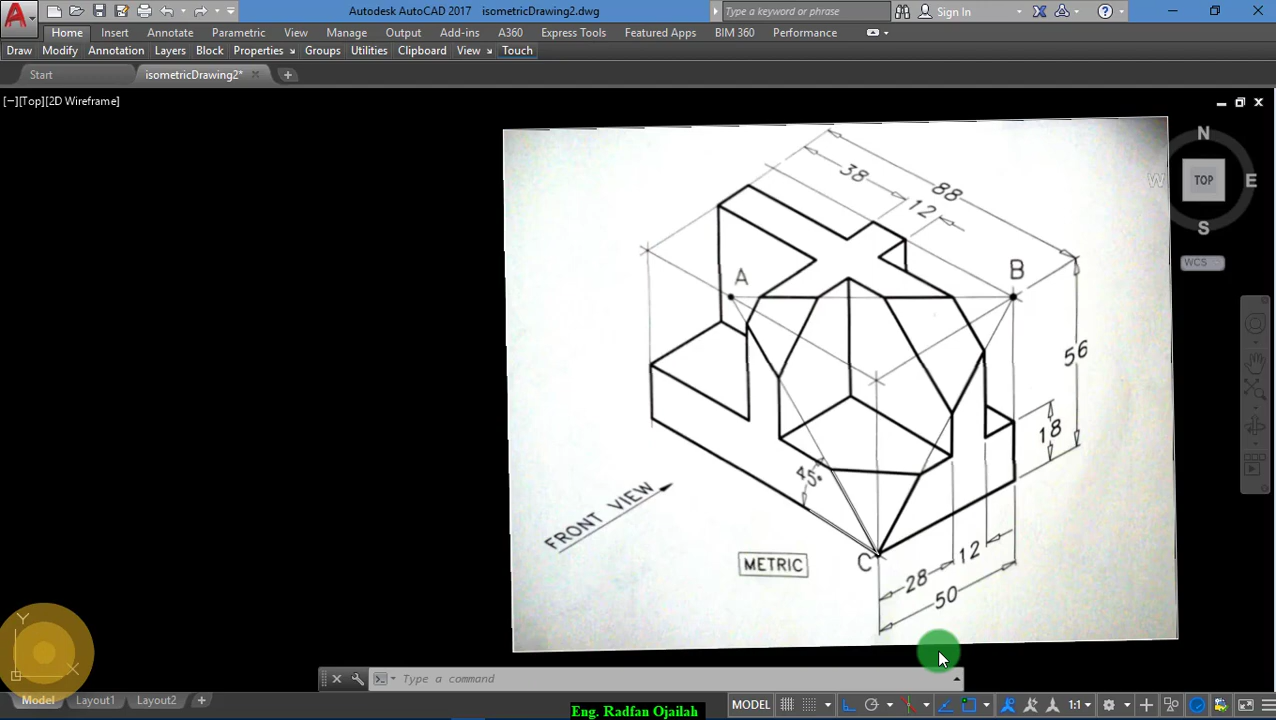 Autodesk AutoCAD 2017 isometricDrawing2.dwg
Type a keyword or phrase
Sign In
Home Insert Annotate Parametric View Manage Output Add-ins A360 Express Tools Featured Apps BIM 360 Performance
Draw Modify Annotation Layers Block Properties Groups Utilities Clipboard View Touch
Start isometricDrawing2*
[−][Top][2D Wireframe]
N
W TOP E
S
WCS
38
88
12
A
B
56
18
45°
FRONT VIEW
METRIC
C
28
12
50
Y
X
Type a command
Model Layout1 Layout2
MODEL
1:1
Eng. Radfan Ojailah